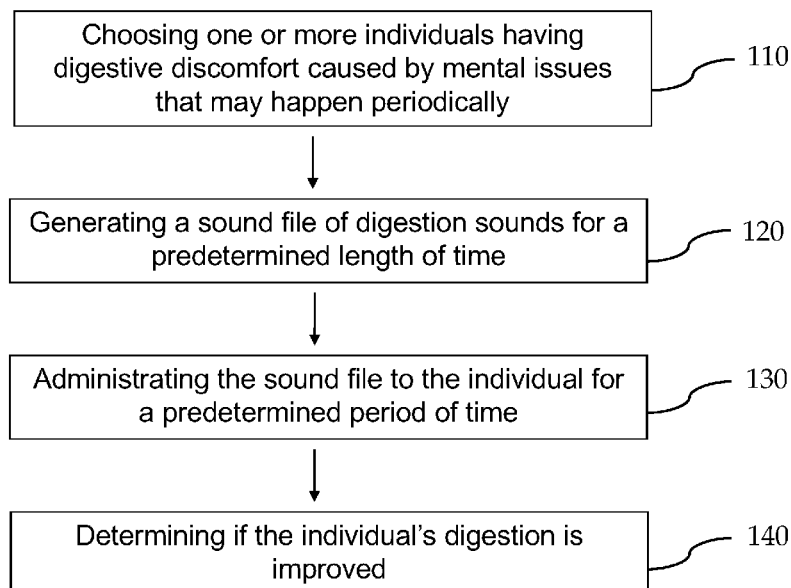 Choosing one or more individuals having
digestive discomfort caused by mental issues
that may happen periodically
110
Generating a sound file of digestion sounds for a
predetermined length of time
120
Administrating the sound file to the individual for
a predetermined period of time
130
Determining if the individual's digestion is
improved
140